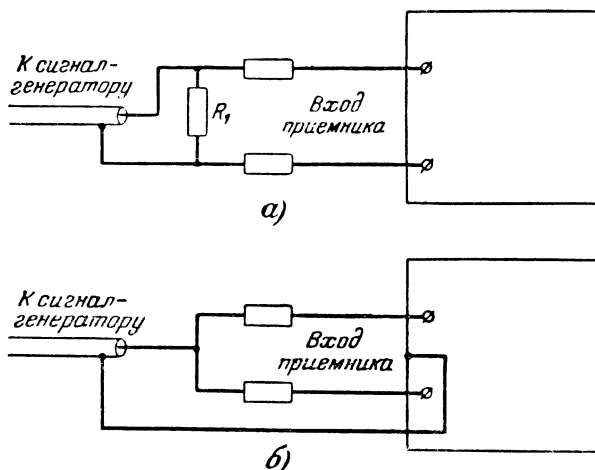 К сигнал-
генератору
R₁
Вход
приемника
а)
К сигнал-
генератору
Вход
приемника
б)